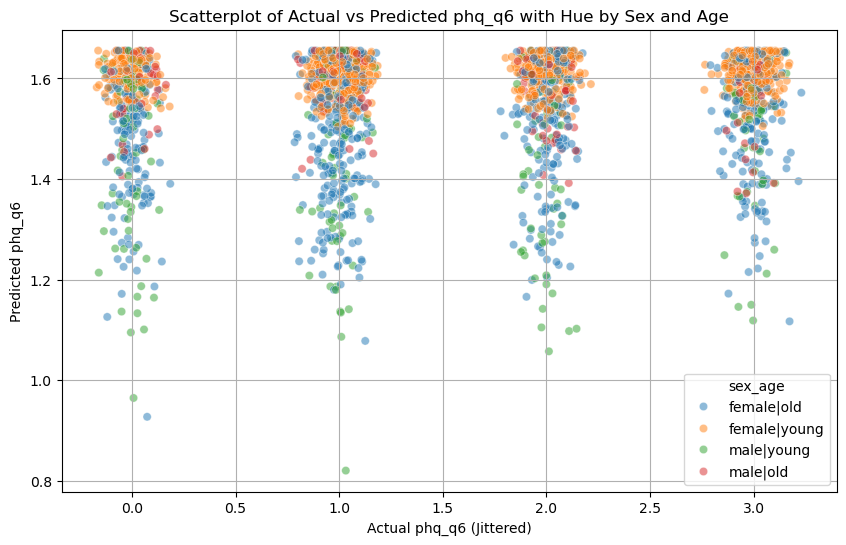 Scatterplot of Actual vs Predicted phq_q6 with Hue by Sex and Age
Predicted phq_q6
1.6
1.4
1.2
1.0
0.8
0.0 0.5 1.0 1.5 2.0 2.5 3.0
Actual phq_q6 (Jittered)
sex_age
female|old
female|young
male|young
male|old